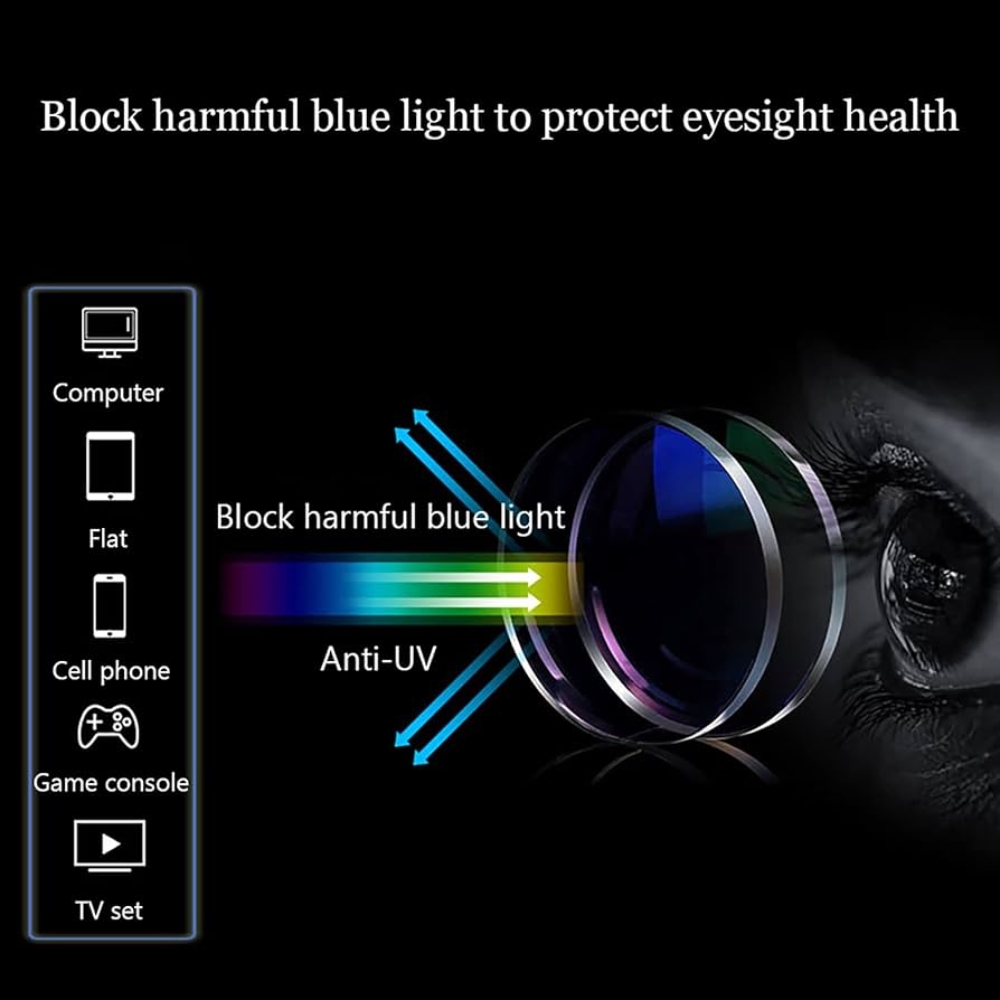 Block harmful blue light to protect eyesight health
Computer
Flat
Block harmful blue light
Cell phone
Anti-UV
Game console
TV set